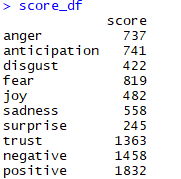 > score_df
score
anger 737
anticipation 741
disgust 422
fear 819
joy 482
sadness 558
surprise 245
trust 1363
negative 1458
positive 1832